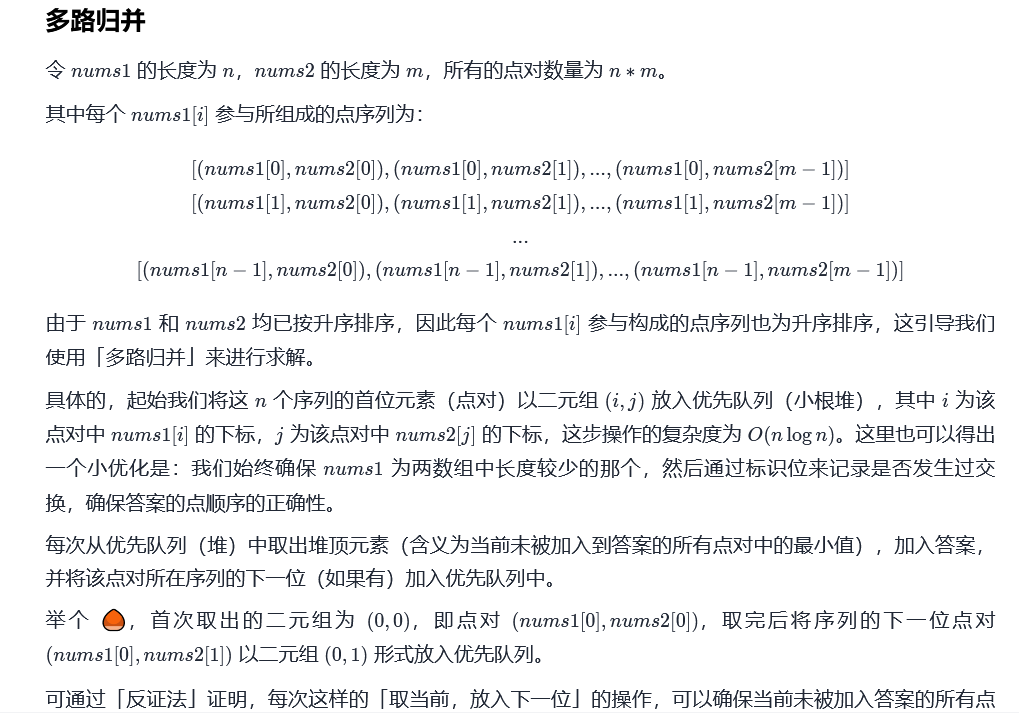 多路归并
令 nums1 的长度为 n，nums2 的长度为 m，所有的点对数量为 n ∗ m。
其中每个 nums1[i] 参与所组成的点序列为：
[(nums1[0], nums2[0]), (nums1[0], nums2[1]), ..., (nums1[0], nums2[m − 1])]
[(nums1[1], nums2[0]), (nums1[1], nums2[1]), ..., (nums1[1], nums2[m − 1])]
...
[(nums1[n − 1], nums2[0]), (nums1[n − 1], nums2[1]), ..., (nums1[n − 1], nums2[m − 1])]
由于 nums1 和 nums2 均已按升序排序，因此每个 nums1[i] 参与构成的点序列也为升序排序，这引导我们
使用「多路归并」来进行求解。
具体的，起始我们将这 n 个序列的首位元素（点对）以二元组 (i, j) 放入优先队列（小根堆），其中 i 为该
点对中 nums1[i] 的下标，j 为该点对中 nums2[j] 的下标，这步操作的复杂度为 O(n log n)。这里也可以得出
一个小优化是：我们始终确保 nums1 为两数组中长度较少的那个，然后通过标识位来记录是否发生过交
换，确保答案的点顺序的正确性。
每次从优先队列（堆）中取出堆顶元素（含义为当前未被加入到答案的所有点对中的最小值），加入答案，
并将该点对所在序列的下一位（如果有）加入优先队列中。
举个 🌰，首次取出的二元组为 (0, 0)，即点对 (nums1[0], nums2[0])，取完后将序列的下一位点对
(nums1[0], nums2[1]) 以二元组 (0, 1) 形式放入优先队列。
可通过「反证法」证明，每次这样的「取当前，放入下一位」的操作，可以确保当前未被加入答案的所有点